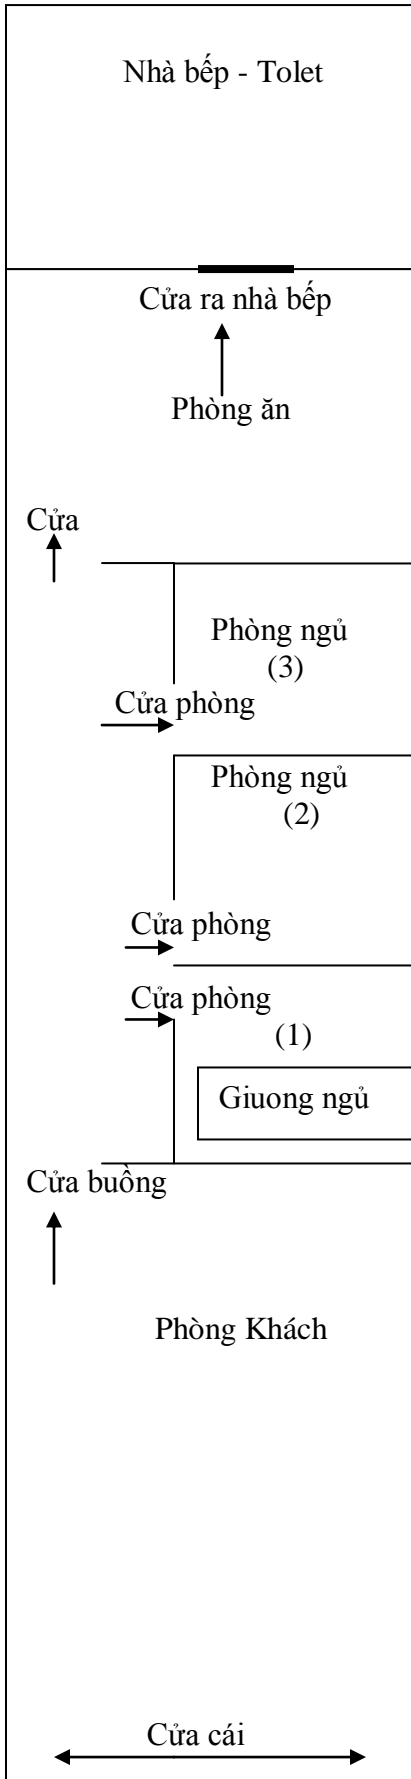 Nhà bếp - Tolet
Cửa ra nhà bếp
Phòng ăn
Cửa
Phòng ngủ
(3)
Cửa phòng
Phòng ngủ
(2)
Cửa phòng
Cửa phòng
(1)
Giuong ngủ
Cửa buồng
Phòng Khách
Cửa cái